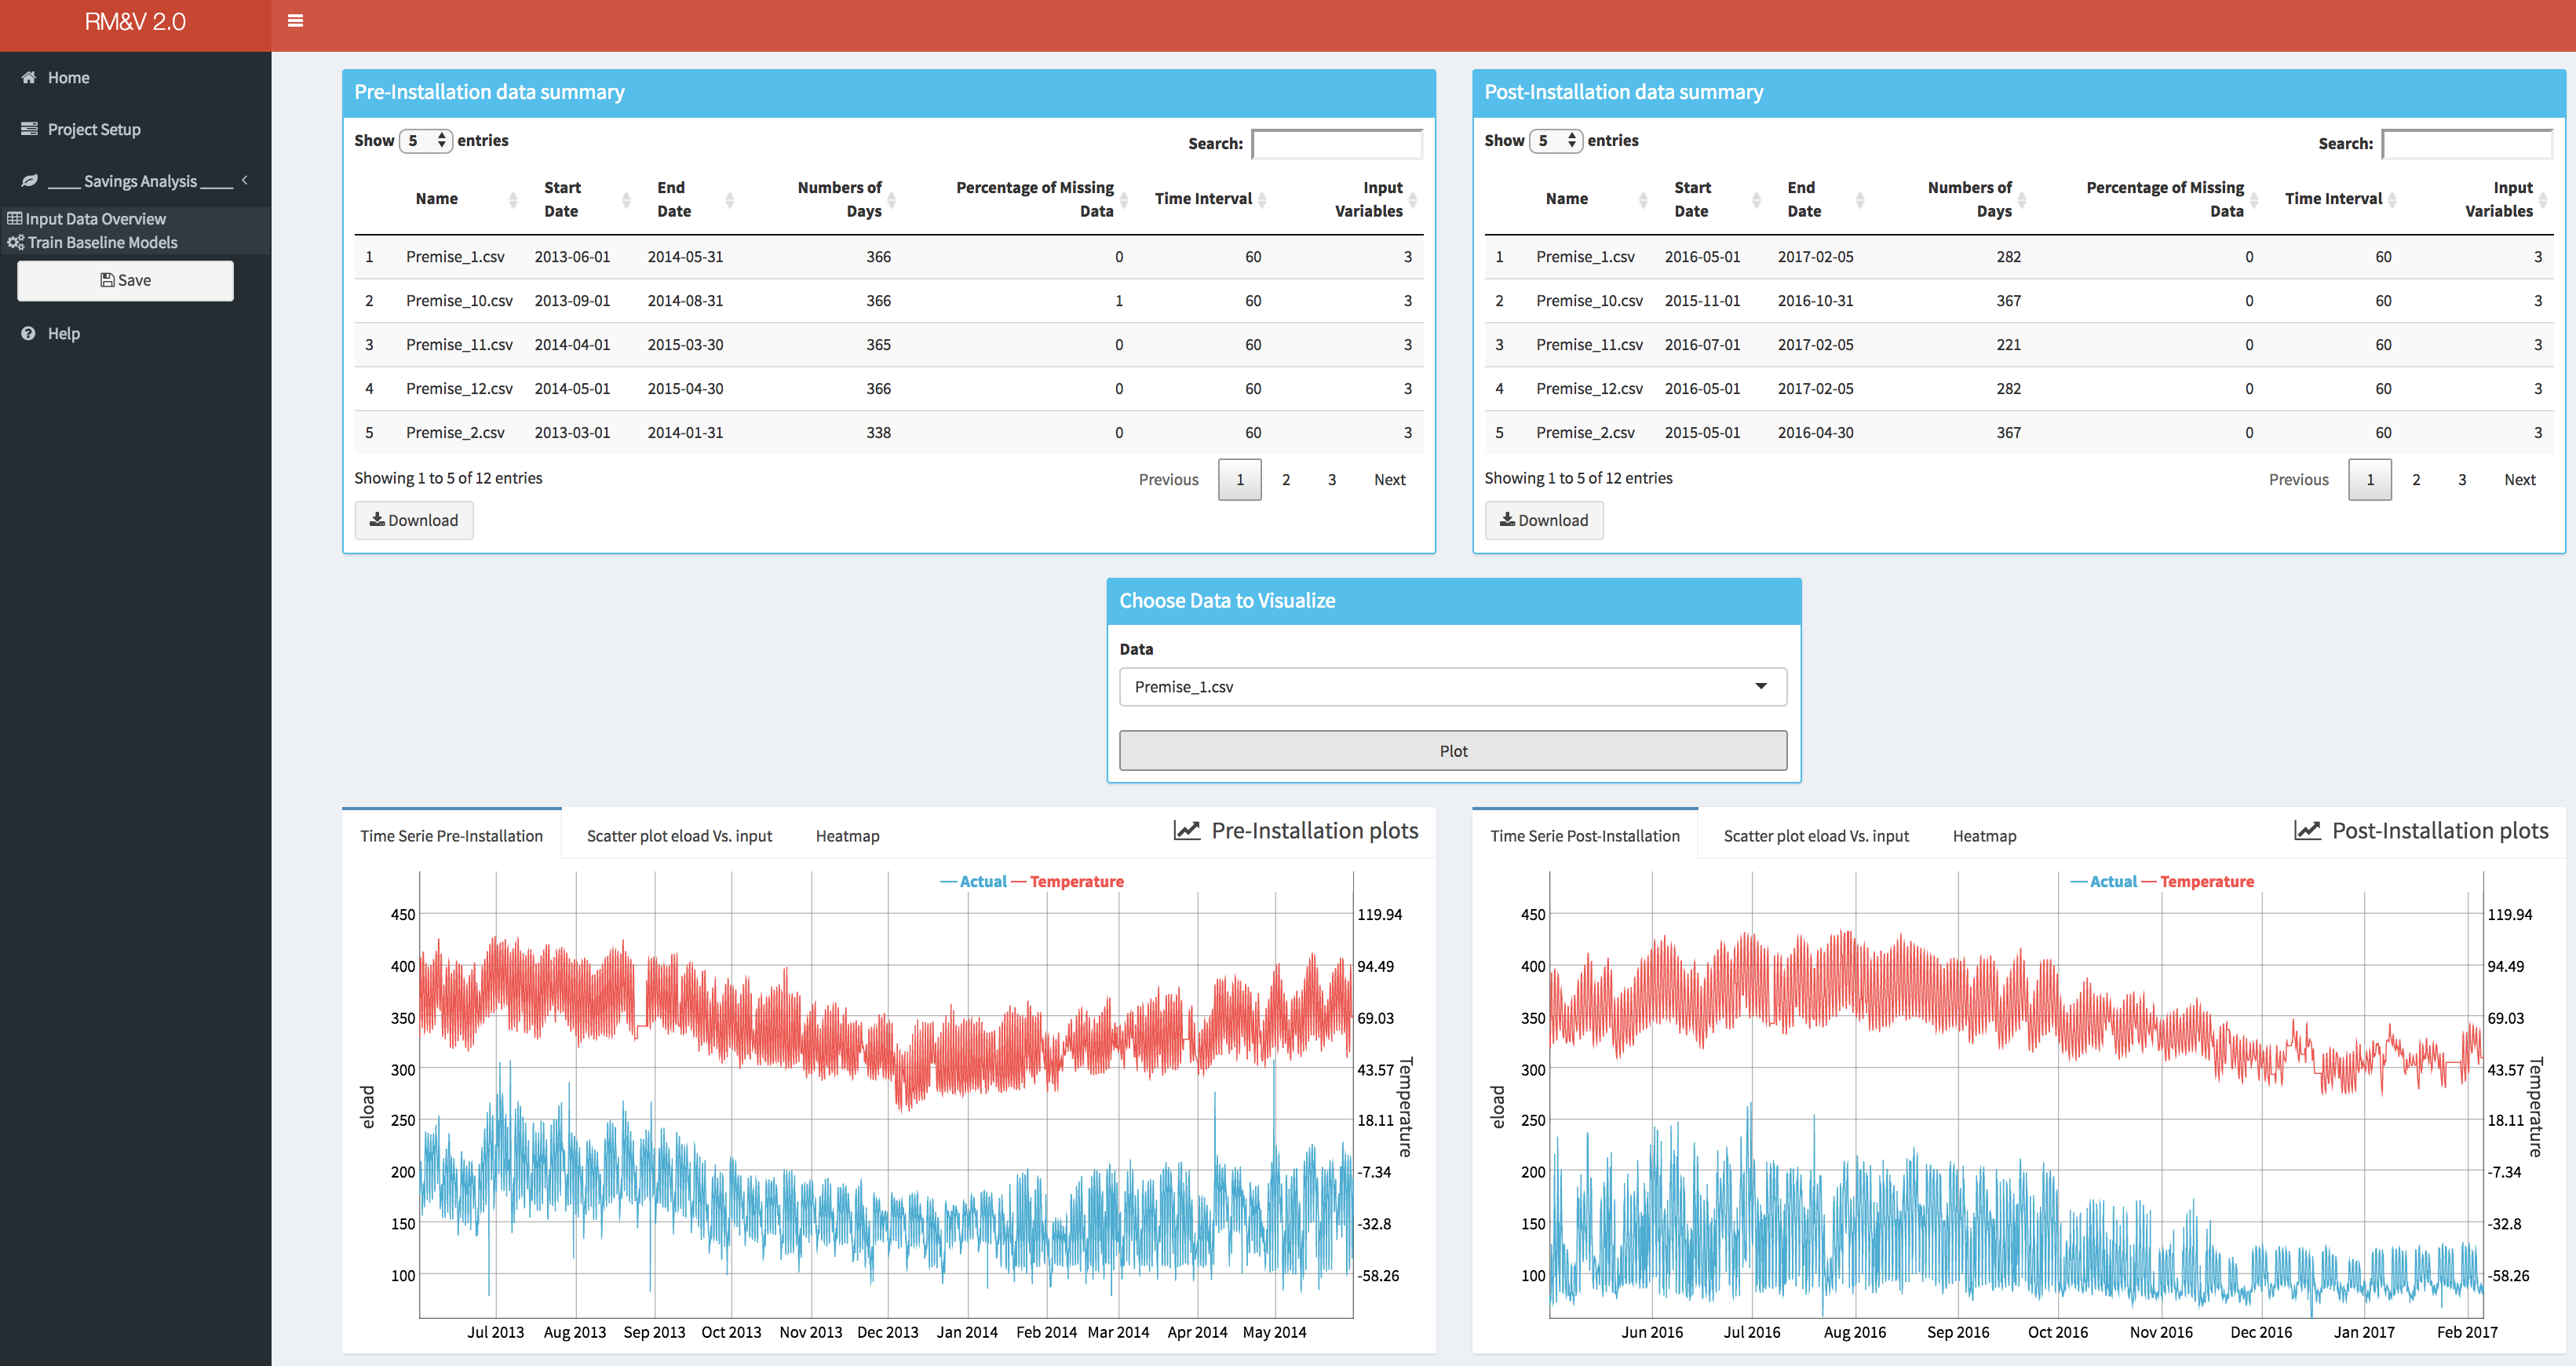 RM&V 2.0
Home
Project Setup
____ Savings Analysis ____
Input Data Overview
Train Baseline Models
Save
Help
Pre-Installation data summary
Show 5 entries
Search:
Name Start Date End Date Numbers of Days Percentage of Missing Data Time Interval Input Variables
1 Premise_1.csv 2013-06-01 2014-05-31 366 0 60 3
2 Premise_10.csv 2013-09-01 2014-08-31 366 1 60 3
3 Premise_11.csv 2014-04-01 2015-03-30 365 0 60 3
4 Premise_12.csv 2014-05-01 2015-04-30 366 0 60 3
5 Premise_2.csv 2013-03-01 2014-01-31 338 0 60 3
Showing 1 to 5 of 12 entries
Previous 1 2 3 Next
Download
Post-Installation data summary
Show 5 entries
Search:
Name Start Date End Date Numbers of Days Percentage of Missing Data Time Interval Input Variables
1 Premise_1.csv 2016-05-01 2017-02-05 282 0 60 3
2 Premise_10.csv 2015-11-01 2016-10-31 367 0 60 3
3 Premise_11.csv 2016-07-01 2017-02-05 221 0 60 3
4 Premise_12.csv 2016-05-01 2017-02-05 282 0 60 3
5 Premise_2.csv 2015-05-01 2016-04-30 367 0 60 3
Showing 1 to 5 of 12 entries
Previous 1 2 3 Next
Download
Choose Data to Visualize
Data
Premise_1.csv
Plot
Time Serie Pre-Installation Scatter plot eload Vs. input Heatmap Pre-Installation plots
Actual Temperature
450 119.94
400 94.49
350 69.03
300 43.57
250 18.11
200 -7.34
150 -32.8
100 -58.26
eload
Temperature
Jul 2013 Aug 2013 Sep 2013 Oct 2013 Nov 2013 Dec 2013 Jan 2014 Feb 2014 Mar 2014 Apr 2014 May 2014
Time Serie Post-Installation Scatter plot eload Vs. input Heatmap Post-Installation plots
Actual Temperature
450 119.94
400 94.49
350 69.03
300 43.57
250 18.11
200 -7.34
150 -32.8
100 -58.26
eload
Temperature
Jun 2016 Jul 2016 Aug 2016 Sep 2016 Oct 2016 Nov 2016 Dec 2016 Jan 2017 Feb 2017